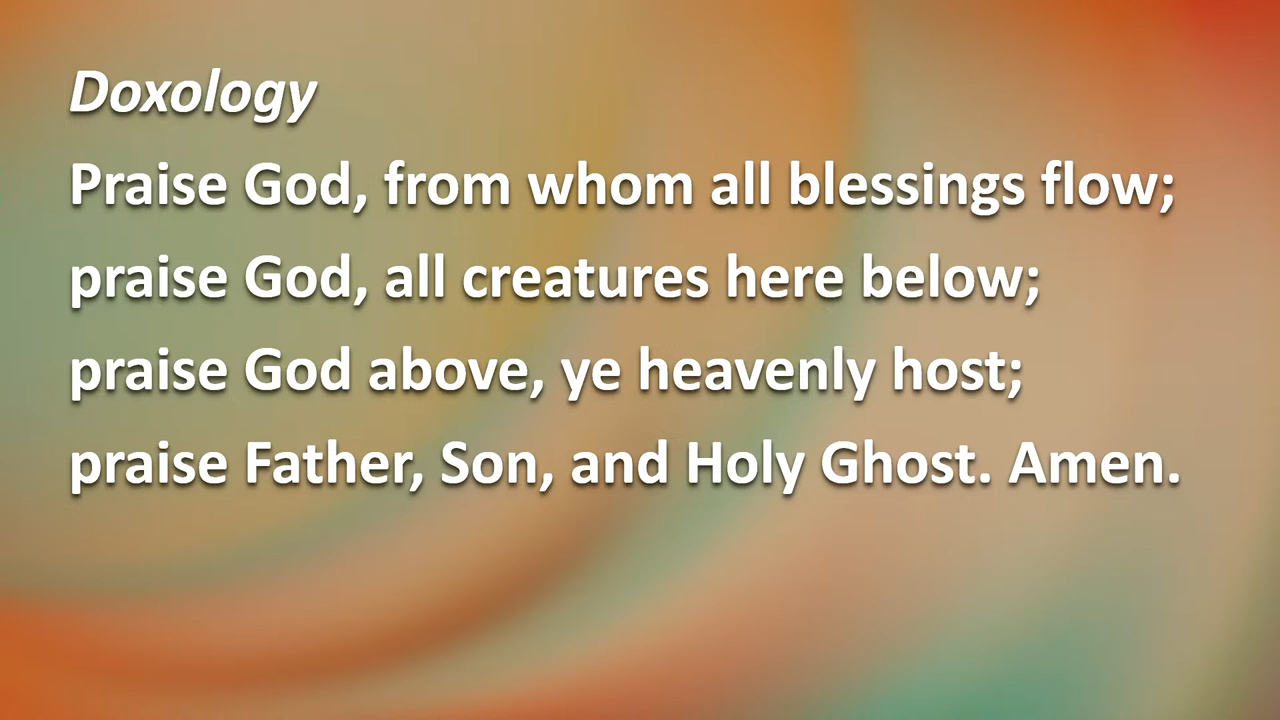 Doxology
Praise God, from whom all blessings flow;
praise God, all creatures here below;
praise God above, ye heavenly host;
praise Father, Son, and Holy Ghost. Amen.